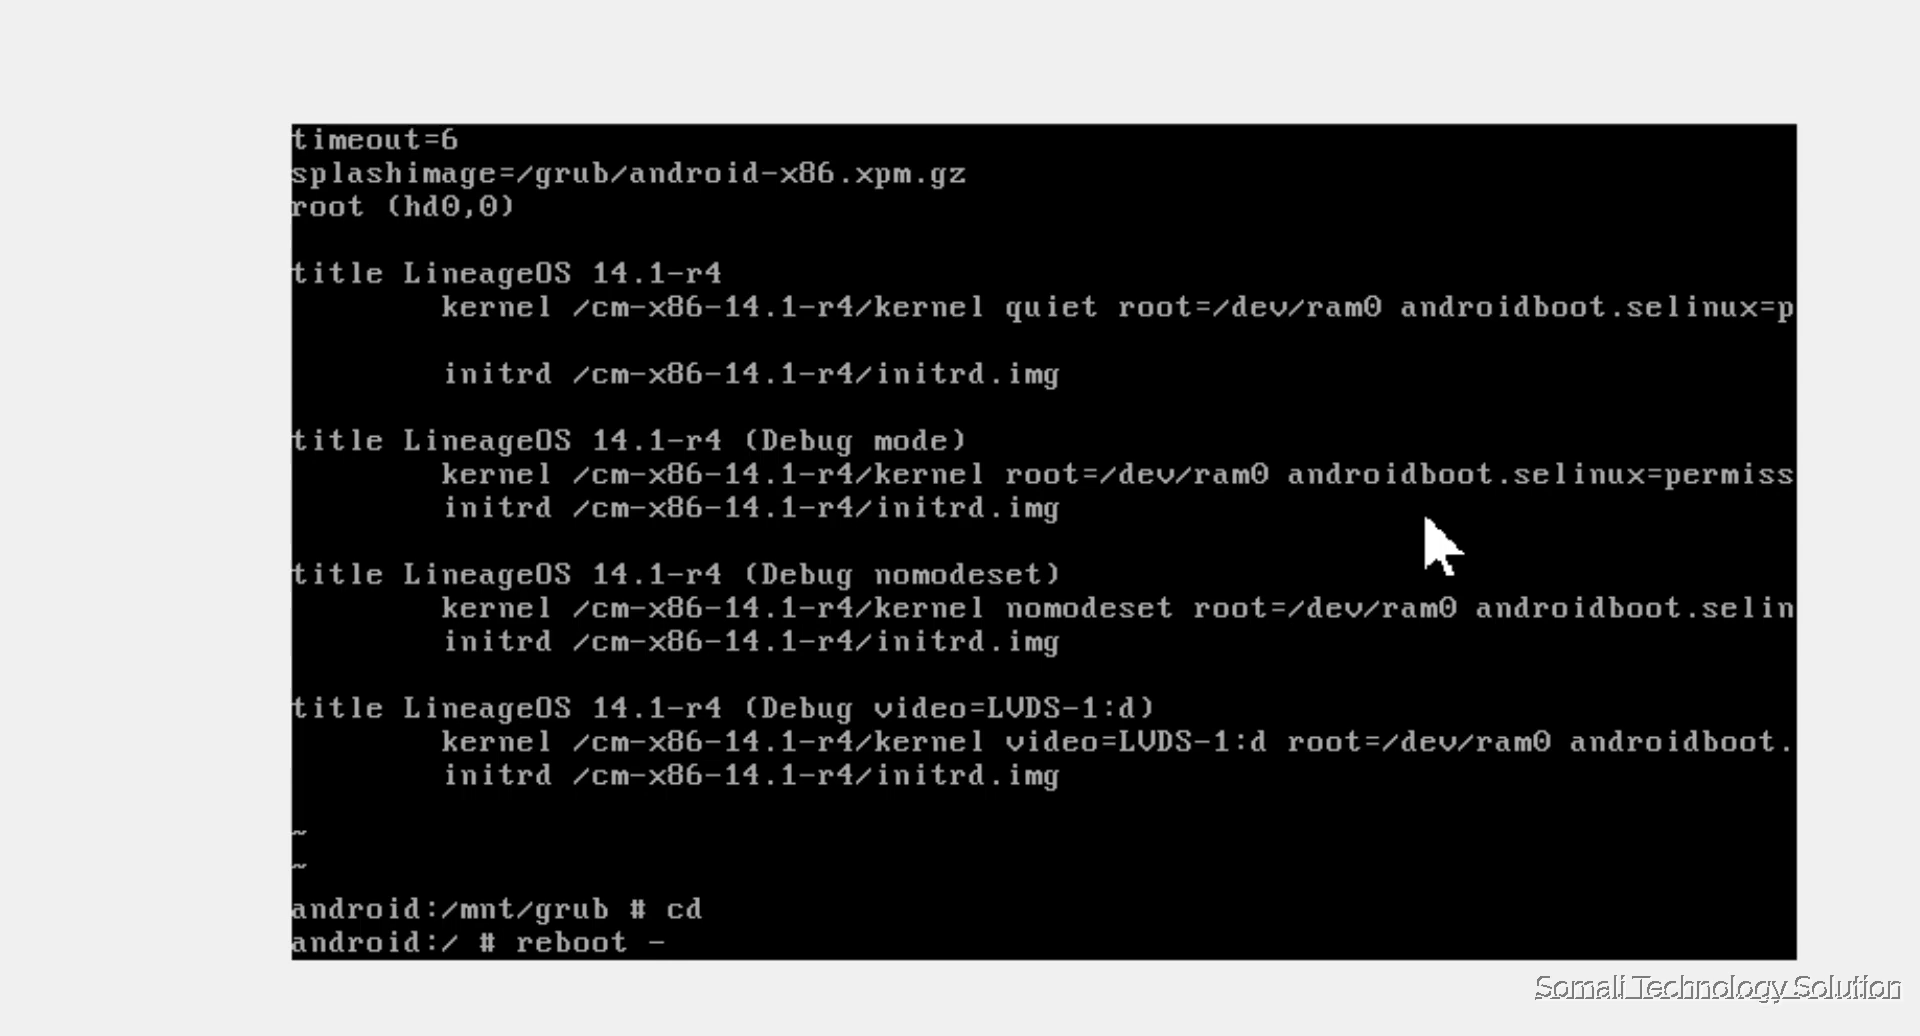 timeout=6
splashimage=/grub/android-x86.xpm.gz
root (hd0,0)
title LineageOS 14.1-r4
kernel /cm-x86-14.1-r4/kernel quiet root=/dev/ram0 androidboot.selinux=p
initrd /cm-x86-14.1-r4/initrd.img
title LineageOS 14.1-r4 (Debug mode)
kernel /cm-x86-14.1-r4/kernel root=/dev/ram0 androidboot.selinux=permiss
initrd /cm-x86-14.1-r4/initrd.img
title LineageOS 14.1-r4 (Debug nomodeset)
kernel /cm-x86-14.1-r4/kernel nomodeset root=/dev/ram0 androidboot.selin
initrd /cm-x86-14.1-r4/initrd.img
title LineageOS 14.1-r4 (Debug video=LVDS-1:d)
kernel /cm-x86-14.1-r4/kernel video=LVDS-1:d root=/dev/ram0 androidboot.
initrd /cm-x86-14.1-r4/initrd.img
~
~
android:/mnt/grub # cd
android:/ # reboot -
Somali Technology Solution